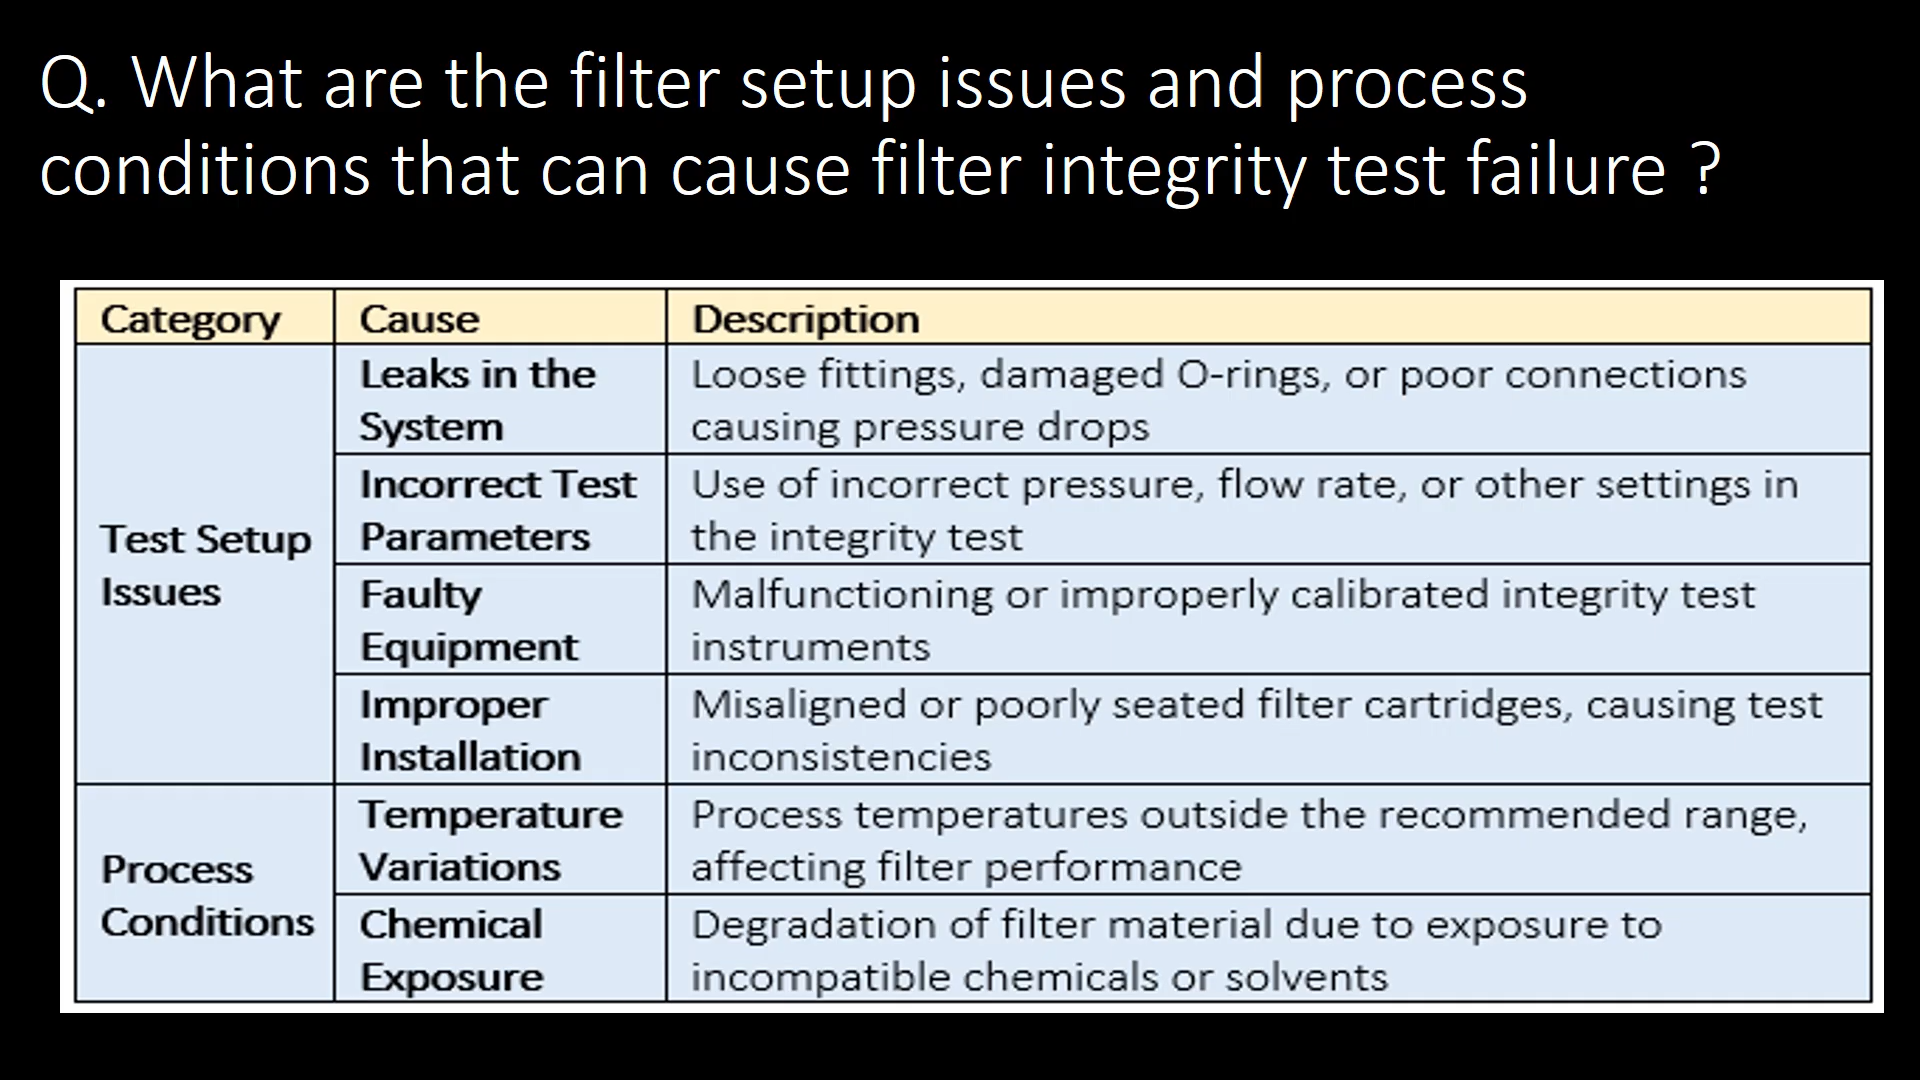 Q. What are the filter setup issues and process
conditions that can cause filter integrity test failure ?
Category Cause Description
Test Setup
Issues
Leaks in the
System
Loose fittings, damaged O-rings, or poor connections
causing pressure drops
Incorrect Test
Parameters
Use of incorrect pressure, flow rate, or other settings in
the integrity test
Faulty
Equipment
Malfunctioning or improperly calibrated integrity test
instruments
Improper
Installation
Misaligned or poorly seated filter cartridges, causing test
inconsistencies
Process
Conditions
Temperature
Variations
Process temperatures outside the recommended range,
affecting filter performance
Chemical
Exposure
Degradation of filter material due to exposure to
incompatible chemicals or solvents